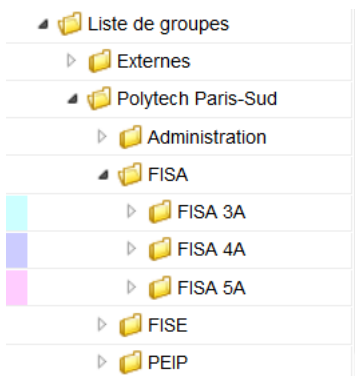 Liste de groupes
Externes
Polytech Paris-Sud
Administration
FISA
FISA 3A
FISA 4A
FISA 5A
FISE
PEIP